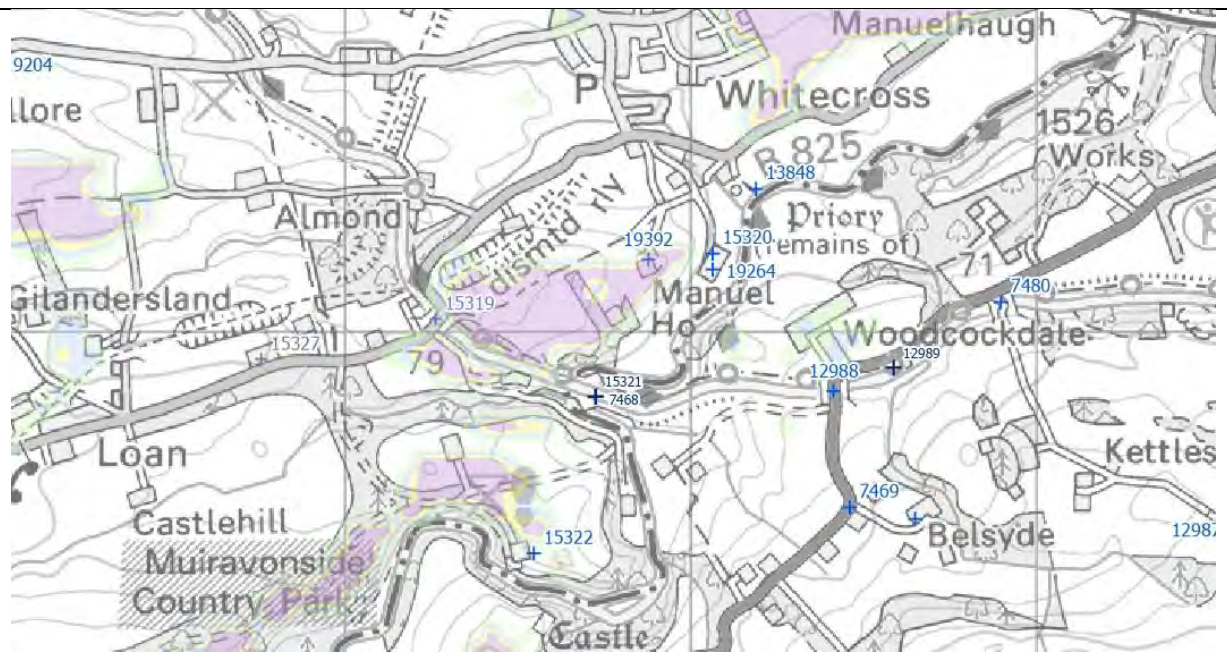 Manuelhaugh
9204
llore
P
Whitecross
1526
Works
B 825
13848
Almond
dismtd rly
Priory
(remains of)
19392
15320
19264
71
7480
Gilandersland
15319
Manuel
Ho
15327
79
Woodcockdale
12989
12988
15321
7468
Loan
Kettles
7469
Castlehill
15322
Belsyde
12987
Muiravonside
Country Park
Castle